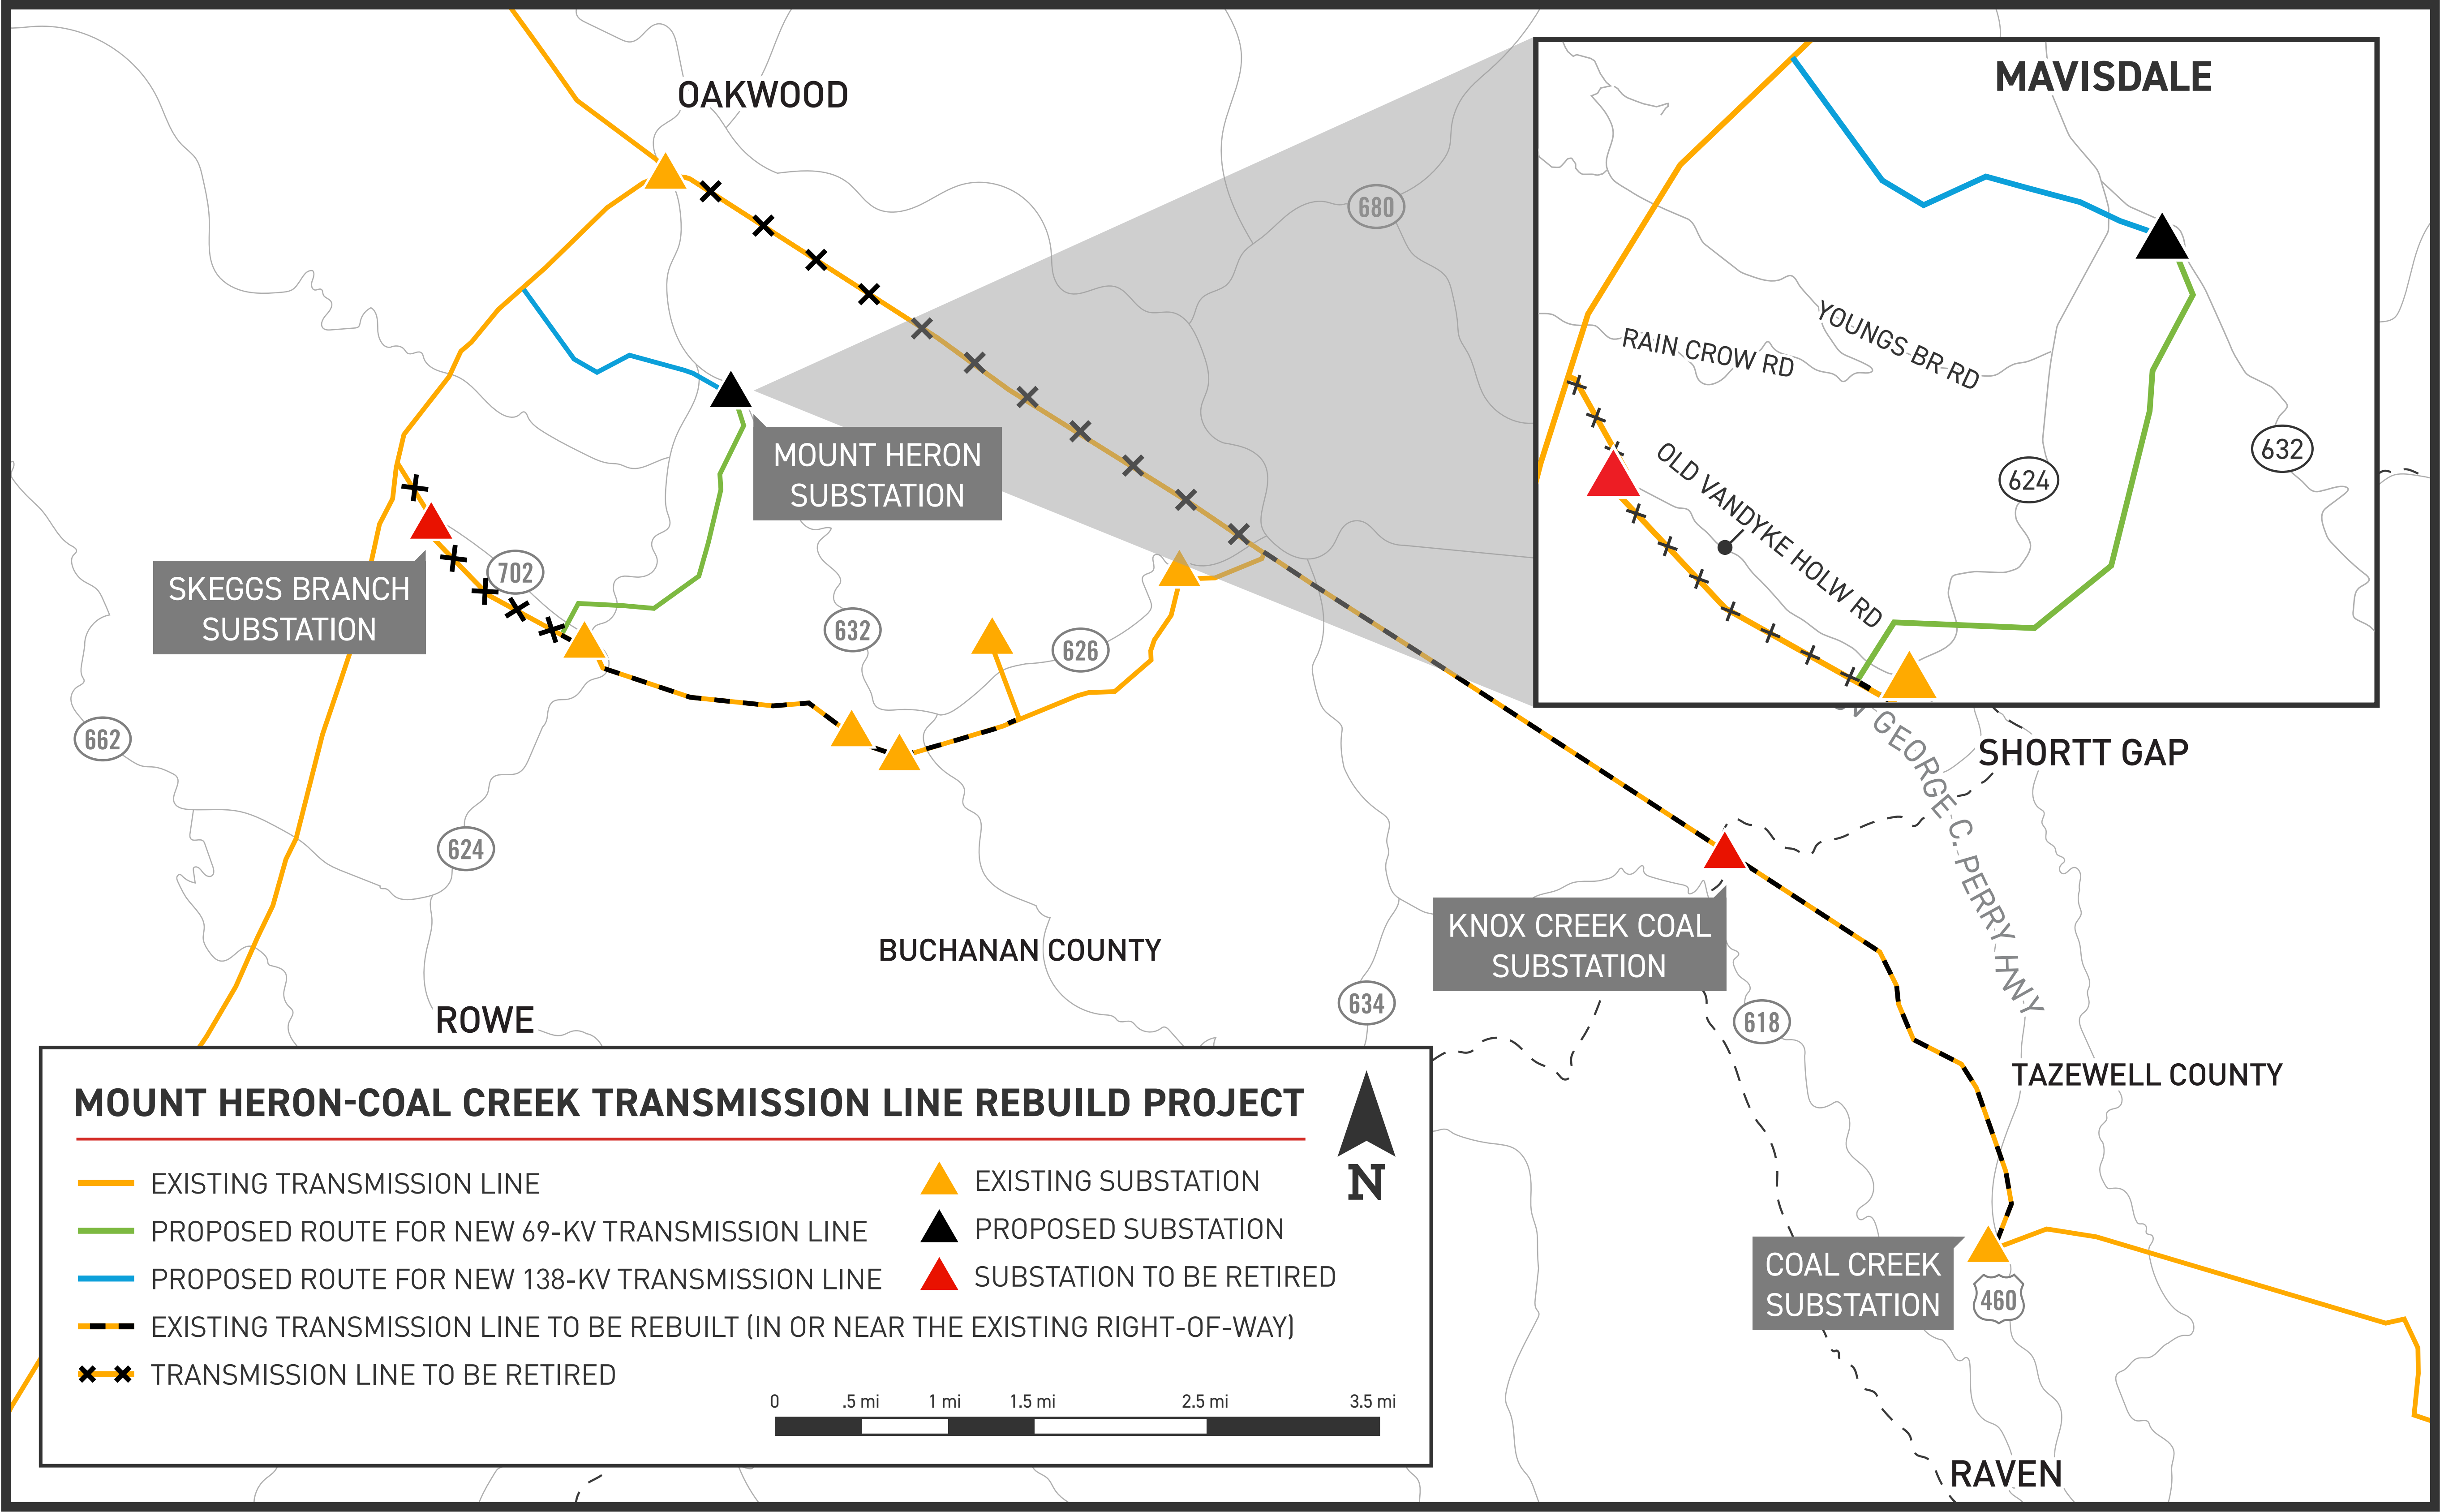 OAKWOOD
680
MAVISDALE
YOUNGS BR RD
RAIN CROW RD
OLD VANDYKE HOLW RD
624
632
MOUNT HERON
SUBSTATION
SKEGGS BRANCH
SUBSTATION
702
632
626
662
624
GEORGE C. PERRY HWY
SHORTT GAP
KNOX CREEK COAL
SUBSTATION
BUCHANAN COUNTY
634
618
ROWE
TAZEWELL COUNTY
COAL CREEK
SUBSTATION
460
RAVEN
MOUNT HERON-COAL CREEK TRANSMISSION LINE REBUILD PROJECT
N
EXISTING TRANSMISSION LINE
PROPOSED ROUTE FOR NEW 69-KV TRANSMISSION LINE
PROPOSED ROUTE FOR NEW 138-KV TRANSMISSION LINE
EXISTING TRANSMISSION LINE TO BE REBUILT (IN OR NEAR THE EXISTING RIGHT-OF-WAY)
TRANSMISSION LINE TO BE RETIRED
EXISTING SUBSTATION
PROPOSED SUBSTATION
SUBSTATION TO BE RETIRED
0 .5 mi 1 mi 1.5 mi 2.5 mi 3.5 mi